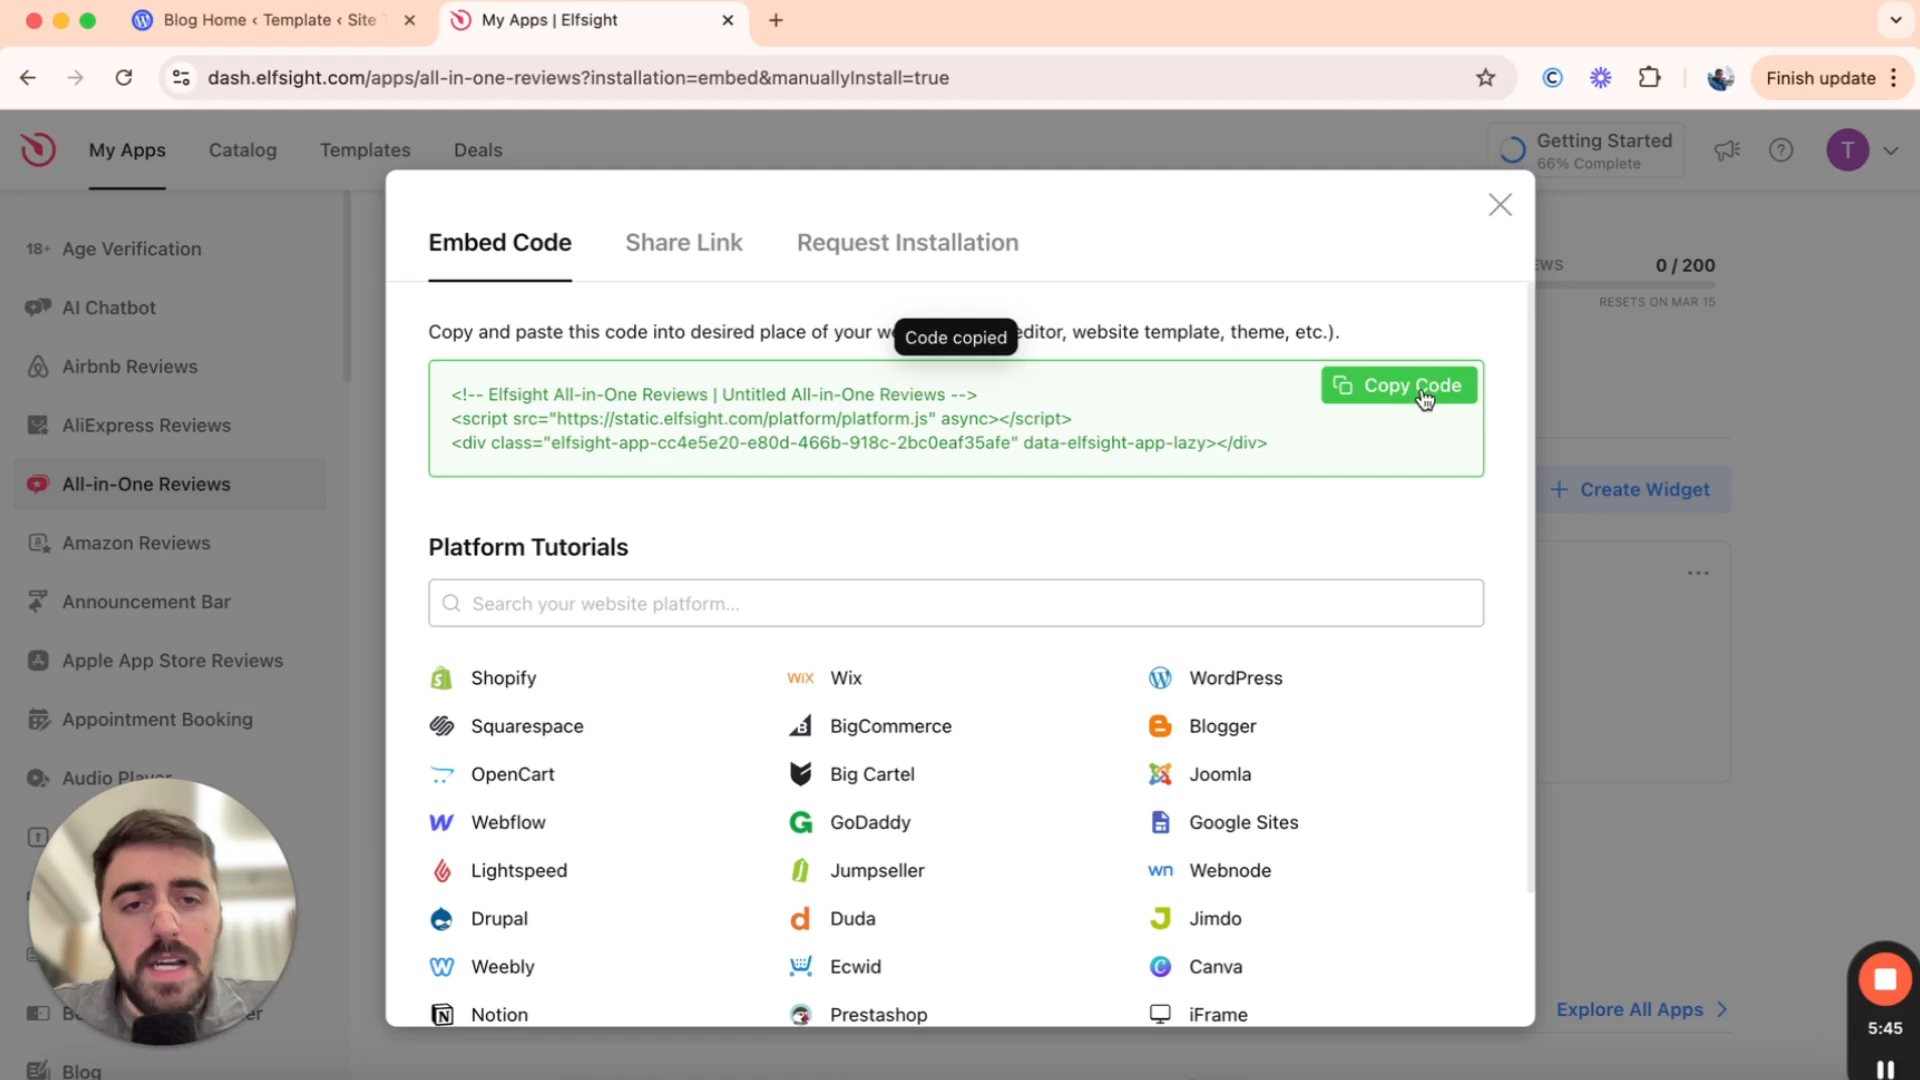 Blog Home ‹ Template ‹ Site
My Apps | Elfsight
dash.elfsight.com/apps/all-in-one-reviews?installation=embed&manuallyInstall=true
Finish update
My Apps
Catalog
Templates
Deals
Getting Started
66% Complete
T
18+ Age Verification
AI Chatbot
Airbnb Reviews
AliExpress Reviews
All-in-One Reviews
Amazon Reviews
Announcement Bar
Apple App Store Reviews
Appointment Booking
Audio Player
Blog
Embed Code
Share Link
Request Installation
Copy and paste this code into desired place of your editor, website template, theme, etc.).
Code copied
<!-- Elfsight All-in-One Reviews | Untitled All-in-One Reviews -->
<script src="https://static.elfsight.com/platform/platform.js" async></script>
<div class="elfsight-app-cc4e5e20-e80d-466b-918c-2bc0eaf35afe" data-elfsight-app-lazy></div>
Copy Code
Platform Tutorials
Search your website platform...
Shopify
WIX Wix
WordPress
Squarespace
BigCommerce
Blogger
OpenCart
Big Cartel
Joomla
Webflow
GoDaddy
Google Sites
Lightspeed
Jumpseller
wn Webnode
Drupal
Duda
Jimdo
Weebly
Ecwid
Canva
Notion
Prestashop
iFrame
0 / 200
RESETS ON MAR 15
+ Create Widget
Explore All Apps
5:45